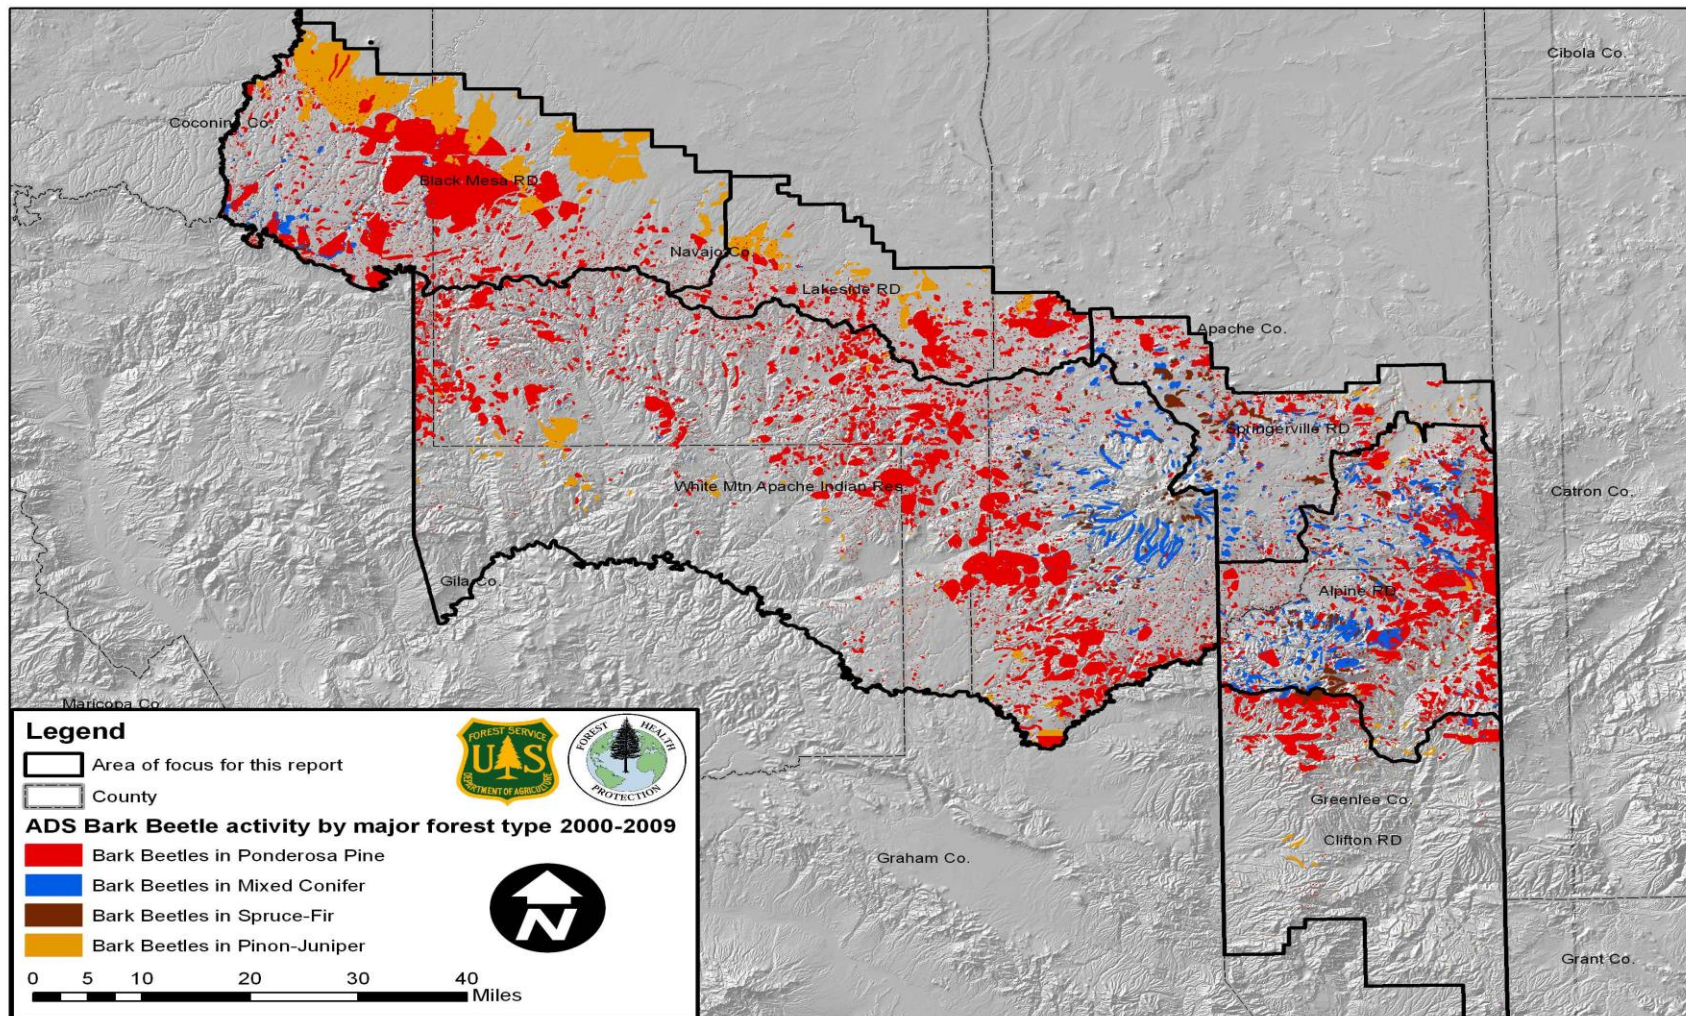 Cibola Co.
Coconino Co.
Black Mesa RD
Navajo Co.
Lakeside RD
Apache Co.
Springerville RD
White Mtn Apache Indian Res.
Catron Co.
Gila Co.
Alpine RD
Maricopa Co.
Greenlee Co.
Clifton RD
Graham Co.
Grant Co.
Legend
Area of focus for this report
County
FOREST SERVICE
U S
DEPARTMENT OF AGRICULTURE
FOREST HEALTH
PROTECTION
ADS Bark Beetle activity by major forest type 2000-2009
Bark Beetles in Ponderosa Pine
Bark Beetles in Mixed Conifer
Bark Beetles in Spruce-Fir
Bark Beetles in Pinon-Juniper
N
0 5 10 20 30 40
Miles